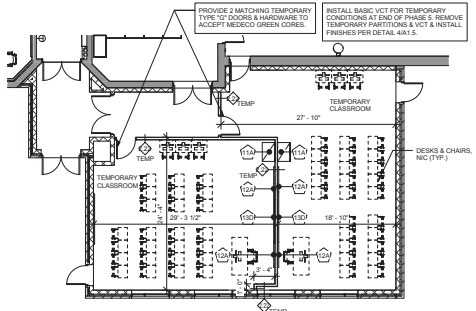 PROVIDE 2 MATCHING TEMPORARY
TYPE "G" DOORS & HARDWARE TO
ACCEPT MEDECO GREEN CORES.
INSTALL BASIC VCT FOR TEMPORARY
CONDITIONS AT END OF PHASE 5. REMOVE
TEMPORARY PARTITIONS & VCT & INSTALL
FINISHES PER DETAIL 4/A1.5.
TEMP
TEMPORARY
CLASSROOM
27' - 10"
TEMP
11A
11A
DESKS & CHAIRS,
NIC (TYP.)
TEMPORARY
CLASSROOM
TEMP
12A
12A
24' - 4"
29' - 3 1/2"
13D
13D
18' - 10"
12A
12A
3' - 4"
1' - 0"
TEMP